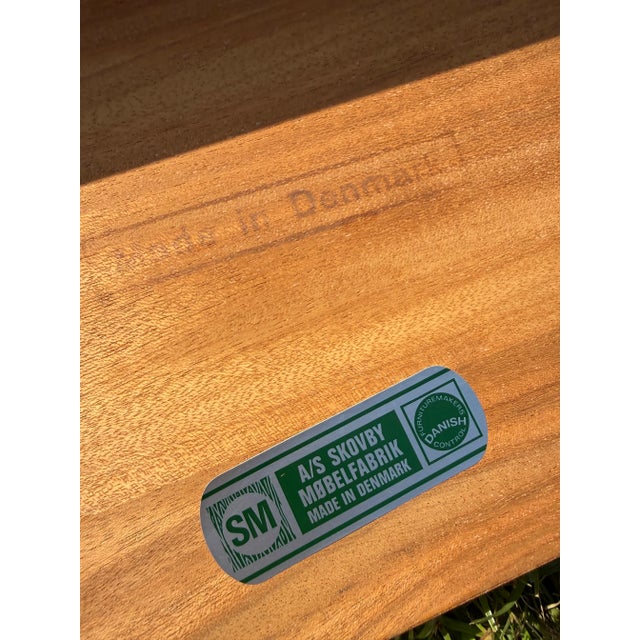 Made in Denmark
SM
A/S SKOVBY
MØBELFABRIK
MADE IN DENMARK
FURNITUREMAKERS
DANISH
CONTROL